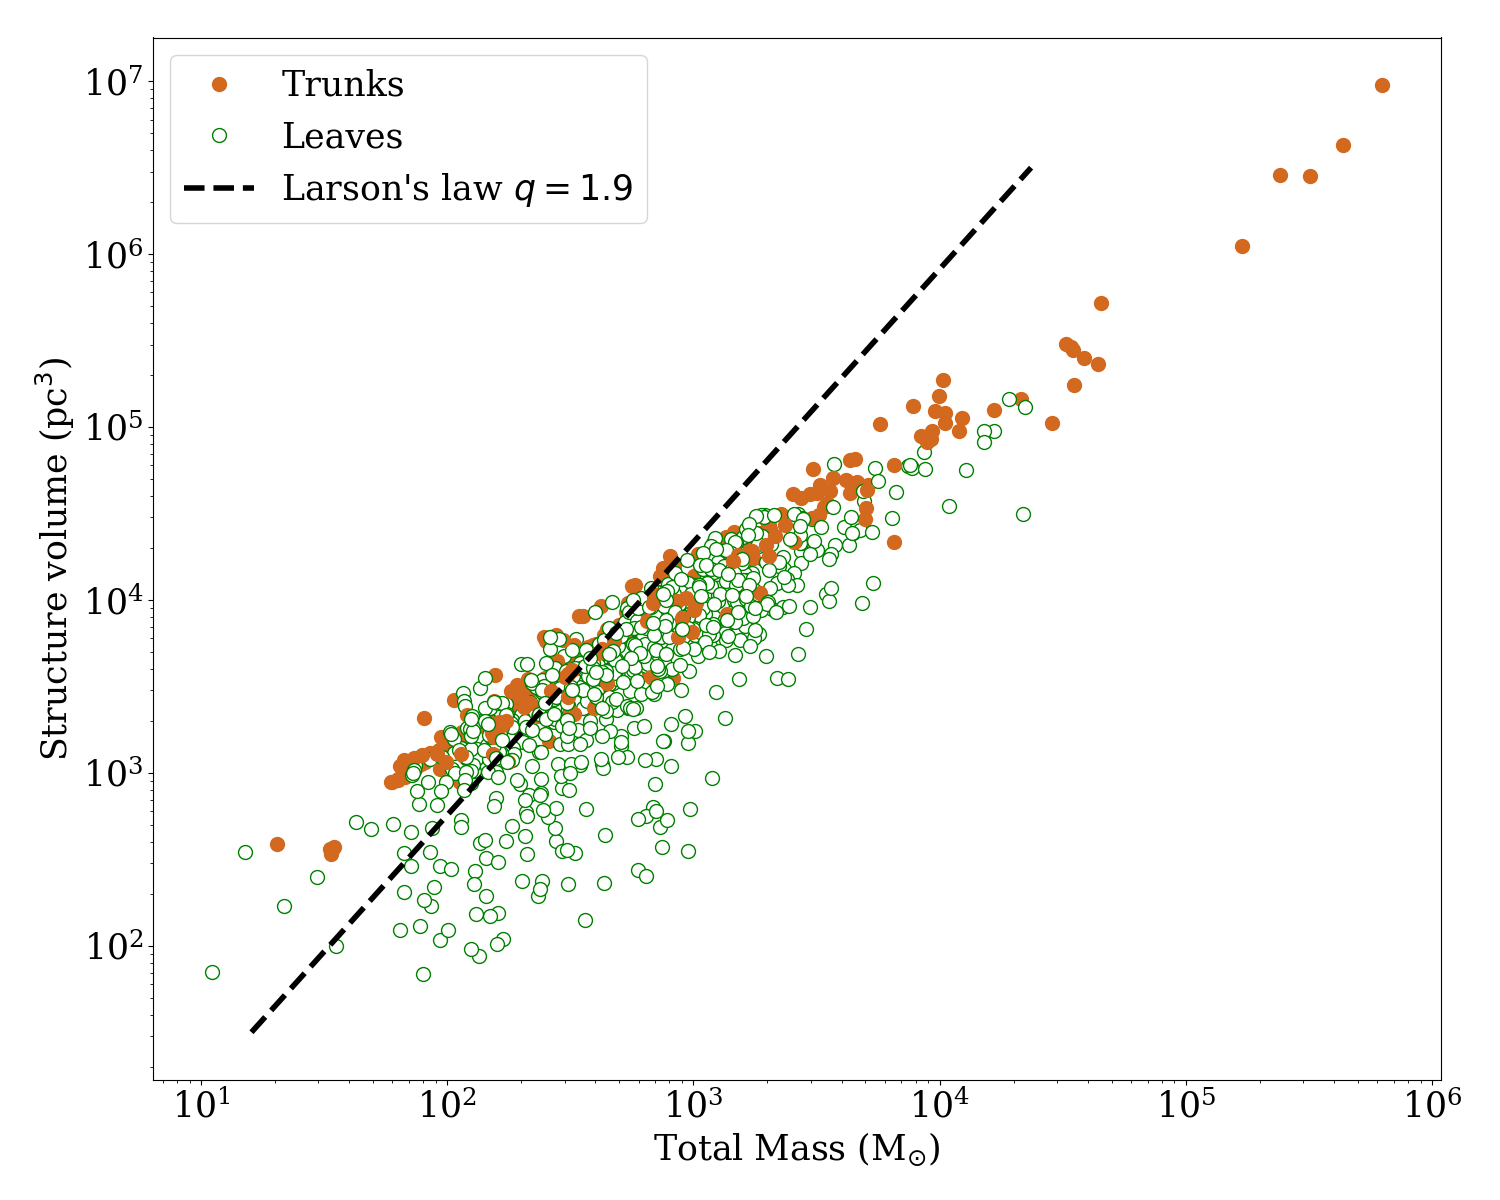 Trunks
Leaves
Larson's law q = 1.9
10⁷
10⁶
10⁵
10⁴
10³
10²
Structure volume (pc³)
10¹ 10² 10³ 10⁴ 10⁵ 10⁶
Total Mass (M⊙)